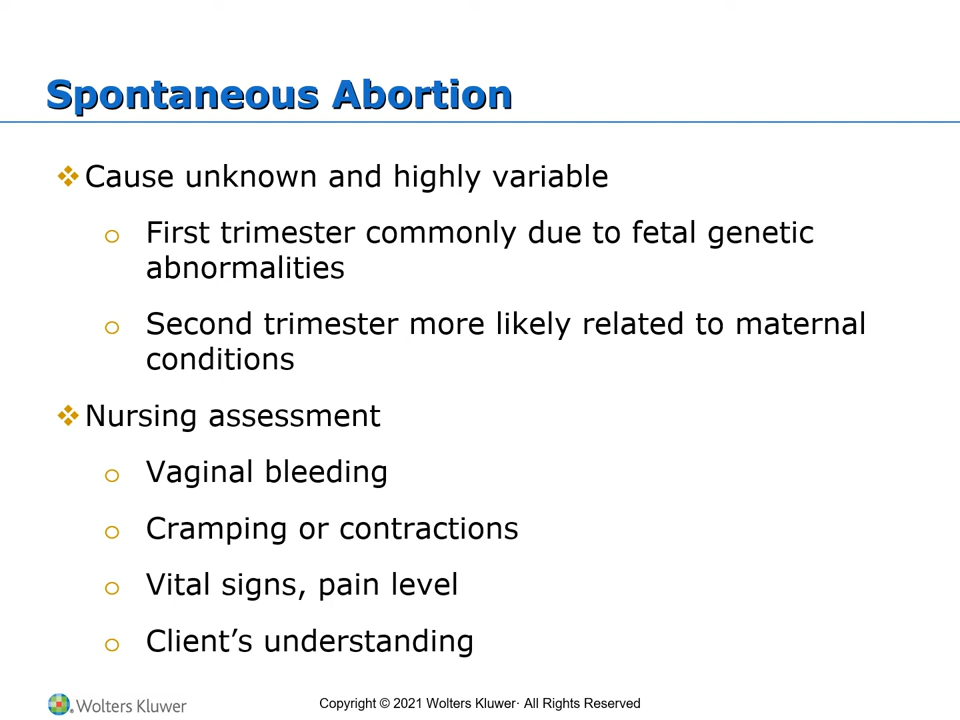 Spontaneous Abortion
❖ Cause unknown and highly variable
o First trimester commonly due to fetal genetic
abnormalities
o Second trimester more likely related to maternal
conditions
❖ Nursing assessment
o Vaginal bleeding
o Cramping or contractions
o Vital signs, pain level
o Client’s understanding
Wolters Kluwer
Copyright © 2021 Wolters Kluwer· All Rights Reserved